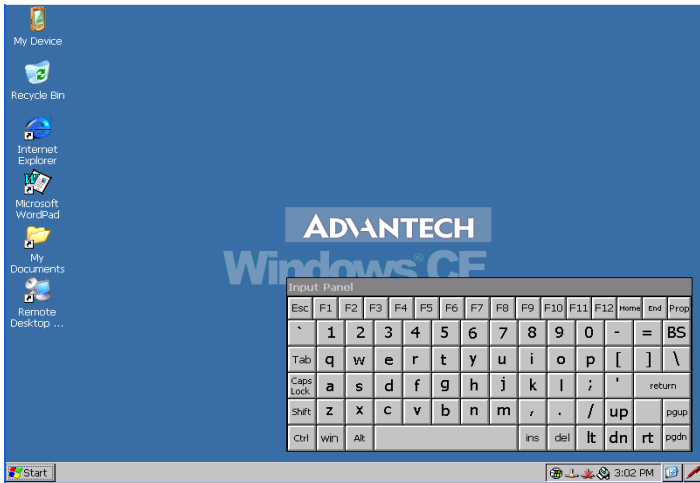 My Device
Recycle Bin
Internet
Explorer
Microsoft
WordPad
My
Documents
Remote
Desktop ...
ADVANTECH
Windows® CE
Input Panel
Esc F1 F2 F3 F4 F5 F6 F7 F8 F9 F10 F11 F12 Home End Prop
` 1 2 3 4 5 6 7 8 9 0 - = BS
Tab q w e r t y u i o p [ ] \
Caps Lock a s d f g h j k l ; ' return
Shift z x c v b n m , . / up pgup
Ctrl win Alt ins del lt dn rt pgdn
Start 3:02 PM